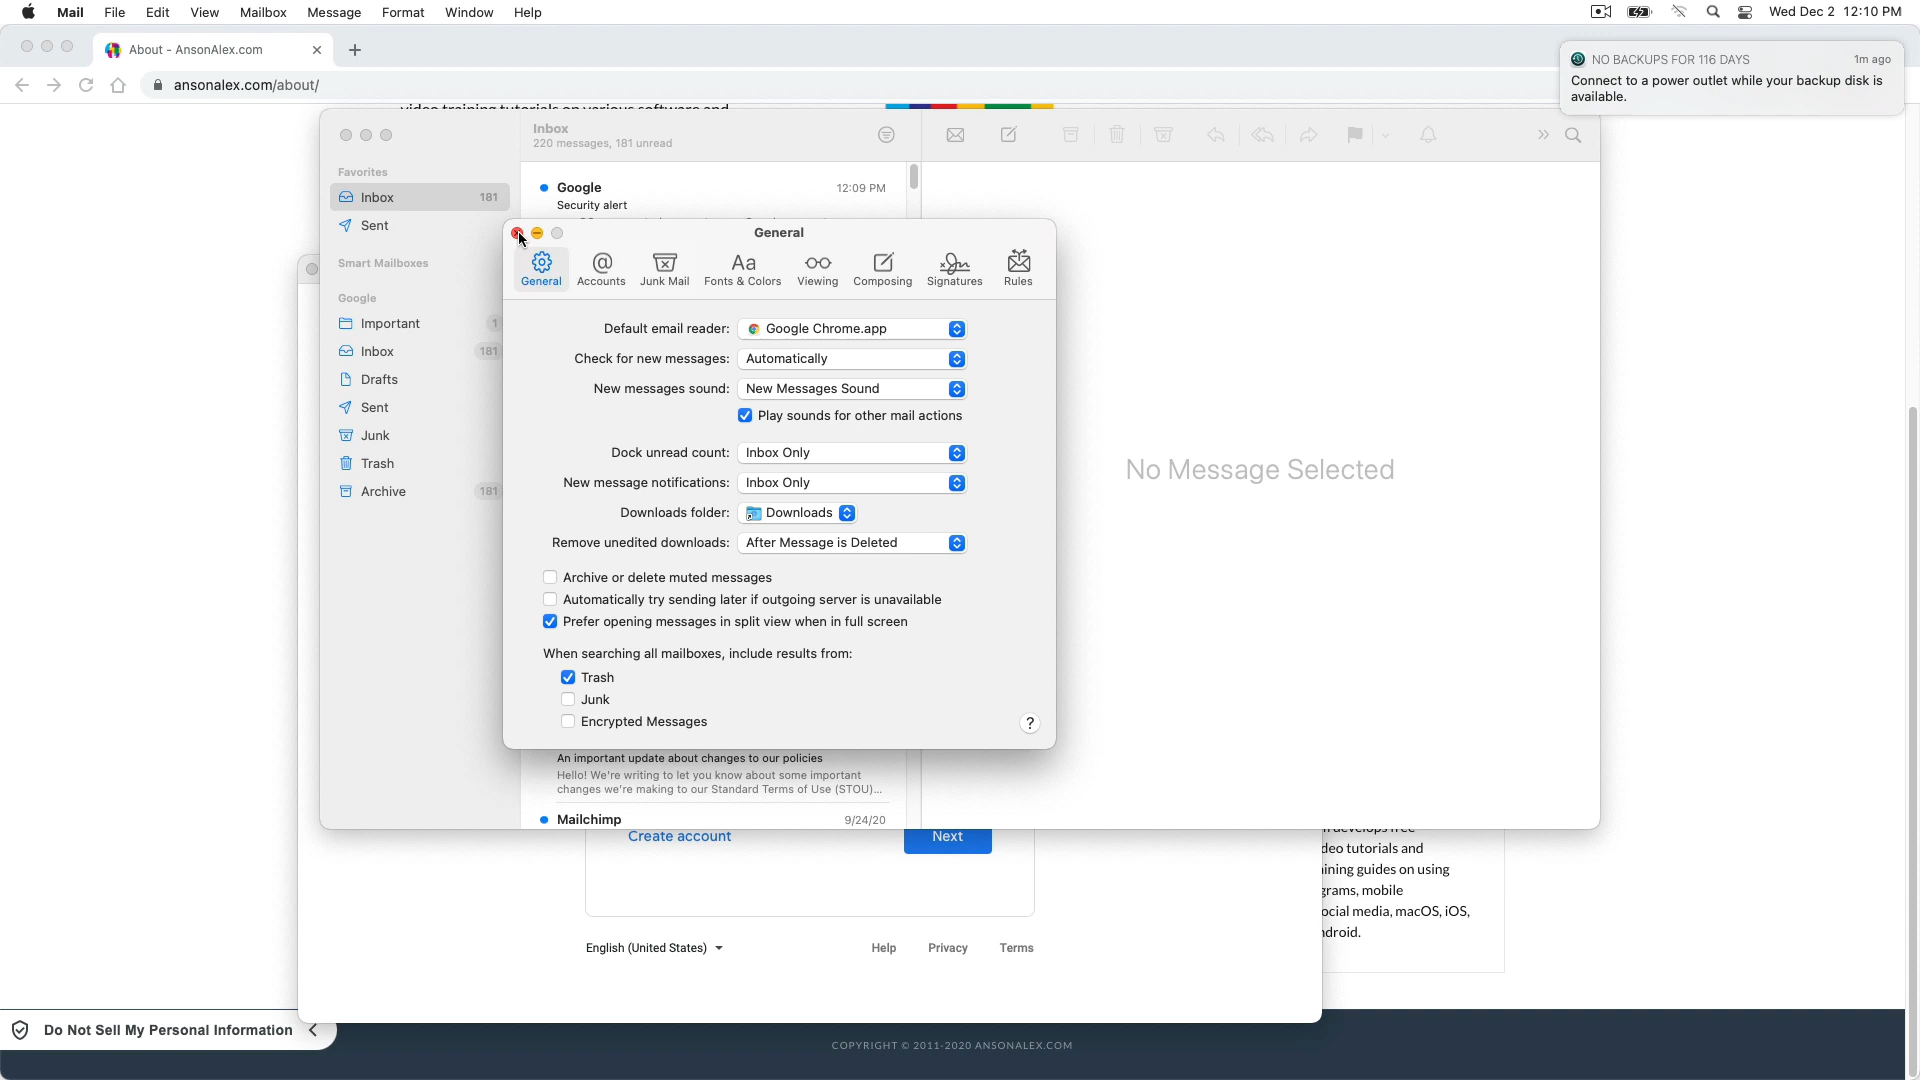 Mail File Edit View Mailbox Message Format Window Help
Wed Dec 2 12:10 PM
About - AnsonAlex.com
ansonalex.com/about/
NO BACKUPS FOR 116 DAYS 1m ago
Connect to a power outlet while your backup disk is
available.
Inbox
220 messages, 181 unread
Favorites
Inbox 181
Sent
Smart Mailboxes
Google
Important 1
Inbox 181
Drafts
Sent
Junk
Trash
Archive 181
Google 12:09 PM
Security alert
General
General Accounts Junk Mail Fonts & Colors Viewing Composing Signatures Rules
Default email reader: Google Chrome.app
Check for new messages: Automatically
New messages sound: New Messages Sound
Play sounds for other mail actions
Dock unread count: Inbox Only
New message notifications: Inbox Only
Downloads folder: Downloads
Remove unedited downloads: After Message is Deleted
Archive or delete muted messages
Automatically try sending later if outgoing server is unavailable
Prefer opening messages in split view when in full screen
When searching all mailboxes, include results from:
Trash
Junk
Encrypted Messages
?
No Message Selected
An important update about changes to our policies
Hello! We're writing to let you know about some important
changes we're making to our Standard Terms of Use (STOU)...
Mailchimp 9/24/20
Create account Next
deo tutorials and
ining guides on using
grams, mobile
ocial media, macOS, iOS,
ndroid.
English (United States) Help Privacy Terms
Do Not Sell My Personal Information
COPYRIGHT © 2011-2020 ANSONALEX.COM